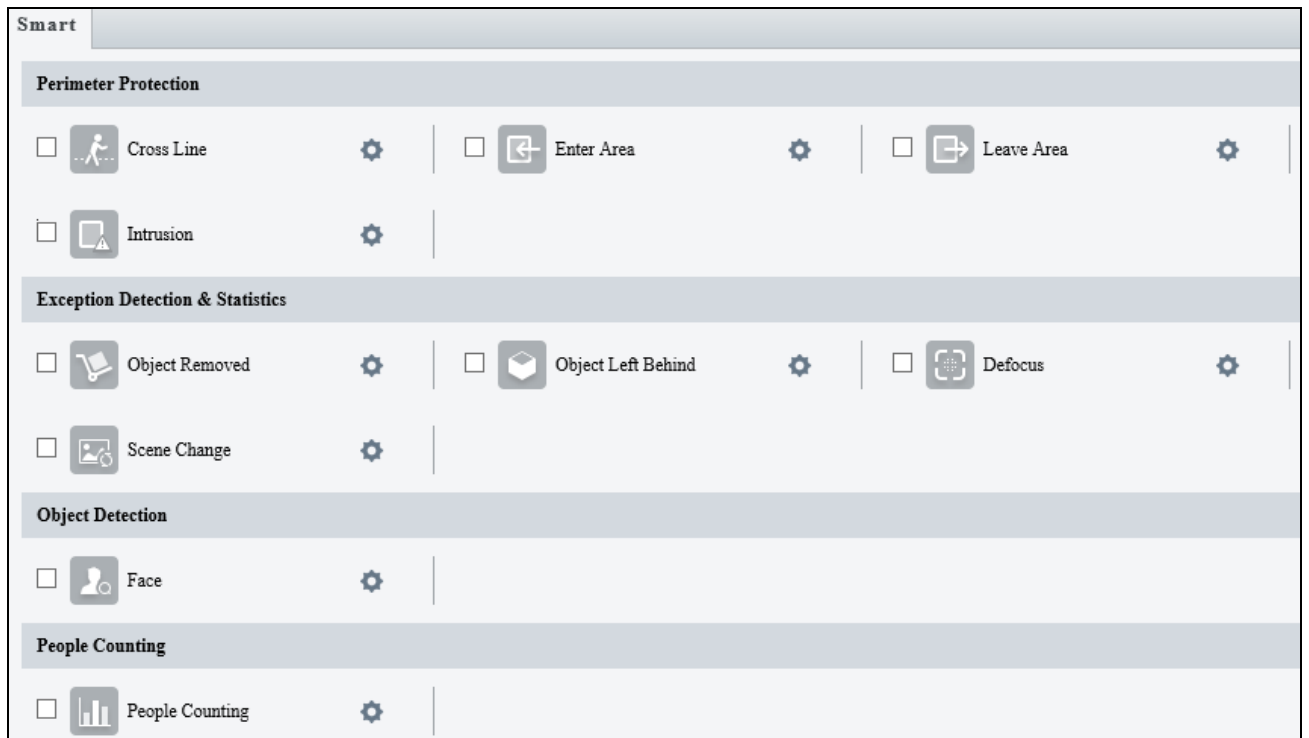 Smart
Perimeter Protection
Cross Line Enter Area Leave Area
Intrusion
Exception Detection & Statistics
Object Removed Object Left Behind Defocus
Scene Change
Object Detection
Face
People Counting
People Counting